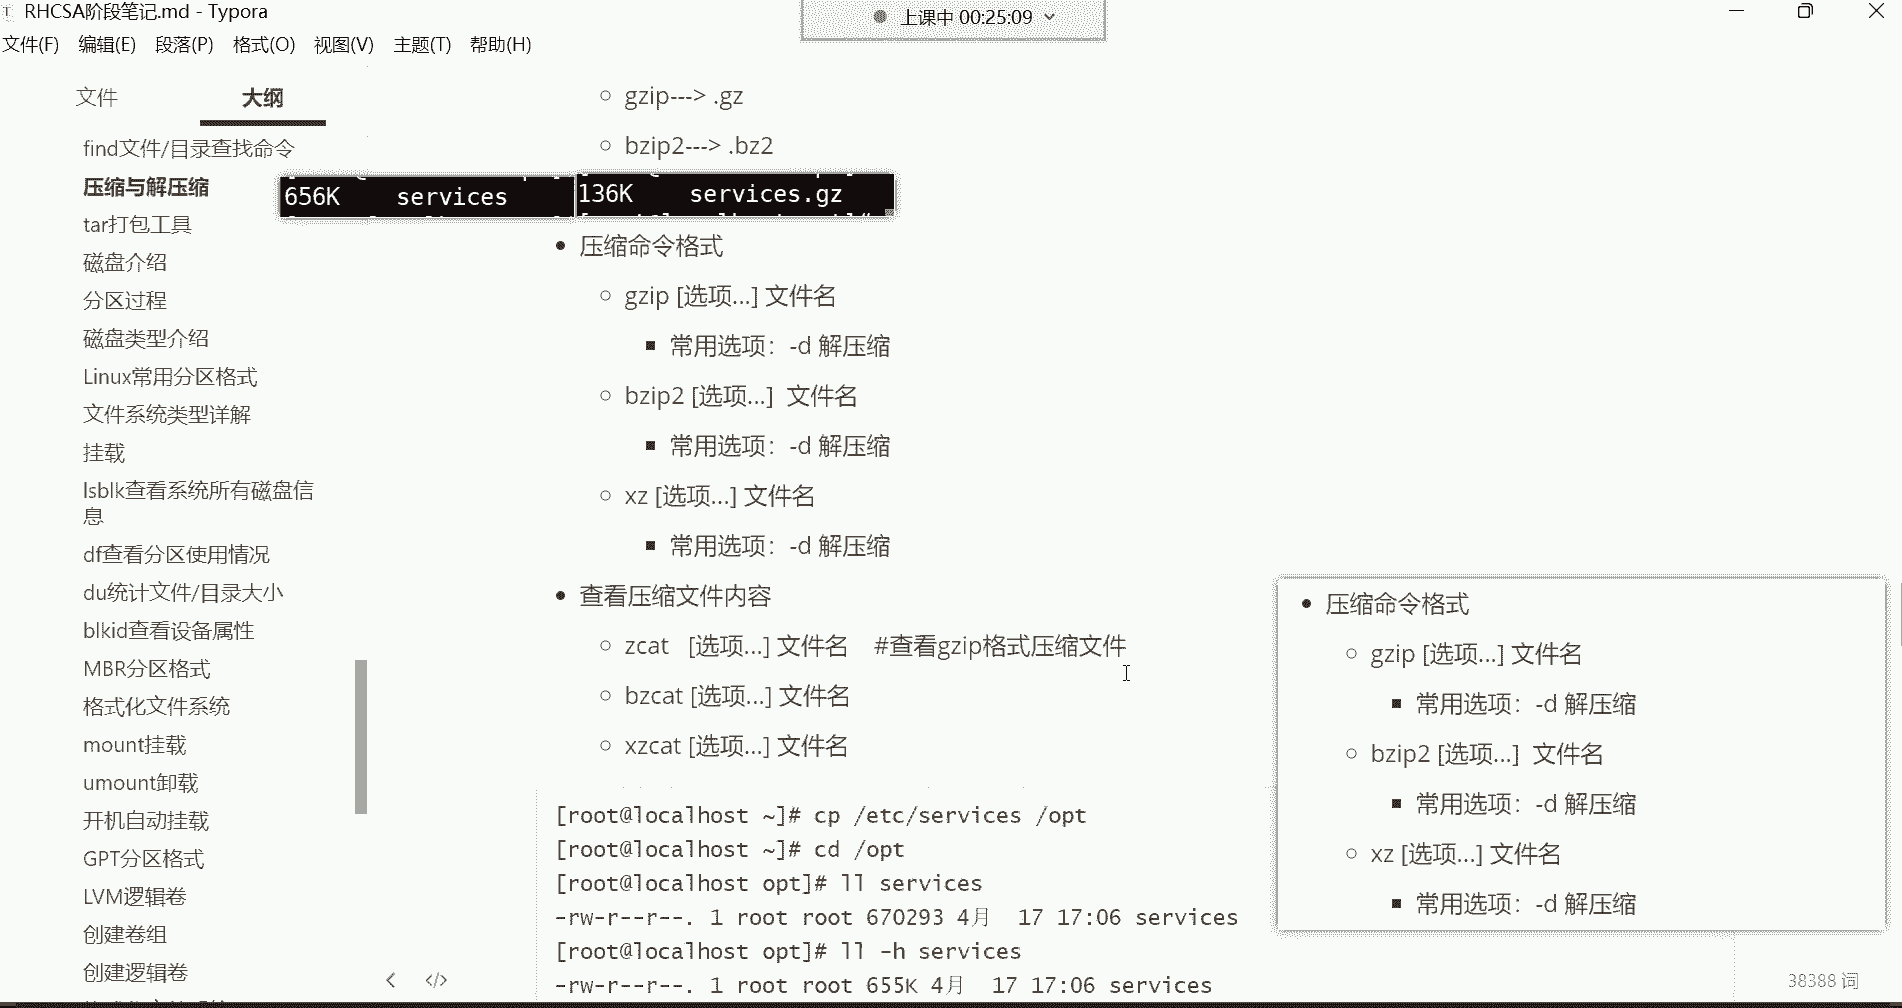 RHCSA阶段笔记.md - Typora
上课中 00:25:09
文件(F) 编辑(E) 段落(P) 格式(O) 视图(V) 主题(T) 帮助(H)
文件 大纲
find文件/目录查找命令
压缩与解压缩
tar打包工具
磁盘介绍
分区过程
磁盘类型介绍
Linux常用分区格式
文件系统类型详解
挂载
lsblk查看系统所有磁盘信
息
df查看分区使用情况
du统计文件/目录大小
blkid查看设备属性
MBR分区格式
格式化文件系统
mount挂载
umount卸载
开机自动挂载
GPT分区格式
LVM逻辑卷
创建卷组
创建逻辑卷
gzip---> .gz
bzip2---> .bz2
656K services
136K services.gz
压缩命令格式
gzip [选项...] 文件名
常用选项：-d 解压缩
bzip2 [选项...] 文件名
常用选项：-d 解压缩
xz [选项...] 文件名
常用选项：-d 解压缩
查看压缩文件内容
zcat [选项...] 文件名 #查看gzip格式压缩文件
bzcat [选项...] 文件名
xzcat [选项...] 文件名
[root@localhost ~]# cp /etc/services /opt
[root@localhost ~]# cd /opt
[root@localhost opt]# ll services
-rw-r--r--. 1 root root 670293 4月 17 17:06 services
[root@localhost opt]# ll -h services
-rw-r--r--. 1 root root 655K 4月 17 17:06 services
压缩命令格式
gzip [选项...] 文件名
常用选项：-d 解压缩
bzip2 [选项...] 文件名
常用选项：-d 解压缩
xz [选项...] 文件名
常用选项：-d 解压缩
38388 词